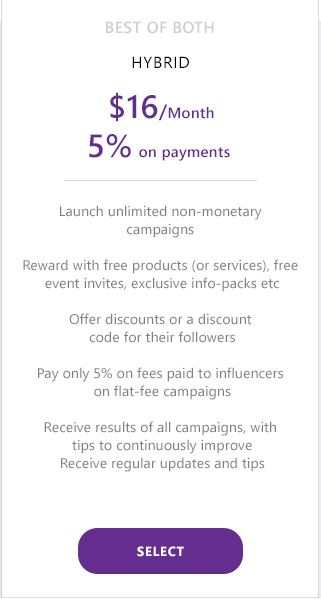 BEST OF BOTH
HYBRID
$16/Month
5% on payments
Launch unlimited non-monetary
campaigns
Reward with free products (or services), free
event invites, exclusive info-packs etc
Offer discounts or a discount
code for their followers
Pay only 5% on fees paid to influencers
on flat-fee campaigns
Receive results of all campaigns, with
tips to continuously improve
Receive regular updates and tips
SELECT